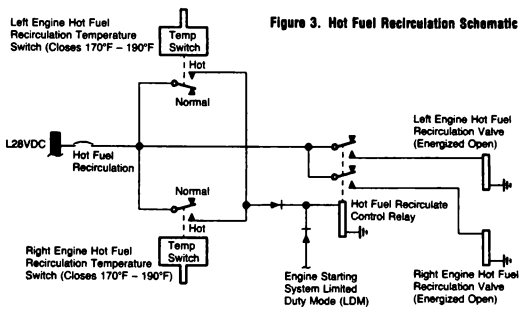 Figure 3. Hot Fuel Recirculation Schematic
Left Engine Hot Fuel
Recirculation Temperature
Switch (Closes 170°F – 190°F
Temp
Switch
Hot
Normal
L28VDC
Hot Fuel
Recirculation
Left Engine Hot Fuel
Recirculation Valve
(Energized Open)
Normal
Hot
Temp
Switch
Right Engine Hot Fuel
Recirculation Temperature
Switch (Closes 170°F – 190°F)
Hot Fuel Recirculate
Control Relay
Engine Starting
System Limited
Duty Mode (LDM)
Right Engine Hot Fuel
Recirculation Valve
(Energized Open)